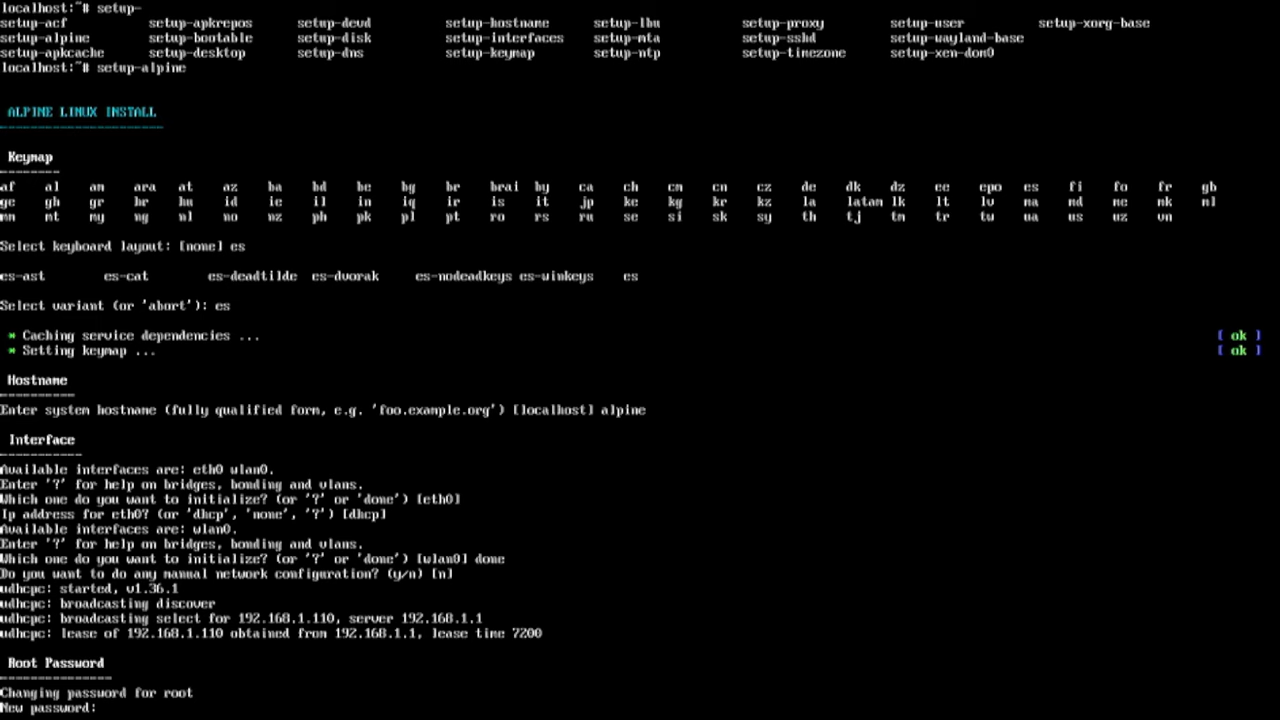 localhost:~# setup-
setup-acf setup-apkrepos setup-devd setup-hostname setup-lbu setup-proxy setup-user setup-xorg-base
setup-alpine setup-bootable setup-disk setup-interfaces setup-mta setup-sshd setup-wayland-base
setup-apkcache setup-desktop setup-dns setup-keymap setup-ntp setup-timezone setup-xen-dom0
localhost:~# setup-alpine
ALPINE LINUX INSTALL
----------------------
Keymap
--------
af al am ara at az ba bd be bg br brai by ca ch cm cn cz de dk dz ee epo es fi fo fr gb
ge gh gr hr hu id ie il in iq ir is it jp ke kg kr kz la latam lk lt lv ma md me mk ml
mm mt my ng nl no nz ph pk pl pt ro rs ru se si sk sy th tj tm tr tw ua us uz vn
Select keyboard layout: [none] es
es-ast es-cat es-deadtilde es-dvorak es-nodeadkeys es-winkeys es
Select variant (or 'abort'): es
* Caching service dependencies ... [ ok ]
* Setting keymap ... [ ok ]
Hostname
----------
Enter system hostname (fully qualified form, e.g. 'foo.example.org') [localhost] alpine
Interface
-----------
Available interfaces are: eth0 wlan0.
Enter '?' for help on bridges, bonding and vlans.
Which one do you want to initialize? (or '?' or 'done') [eth0]
Ip address for eth0? (or 'dhcp', 'none', '?') [dhcp]
Available interfaces are: wlan0.
Enter '?' for help on bridges, bonding and vlans.
Which one do you want to initialize? (or '?' or 'done') [wlan0] done
Do you want to do any manual network configuration? (y/n) [n]
udhcpc: started, v1.36.1
udhcpc: broadcasting discover
udhcpc: broadcasting select for 192.168.1.110, server 192.168.1.1
udhcpc: lease of 192.168.1.110 obtained from 192.168.1.1, lease time 7200
Root Password
---------------
Changing password for root
New password: